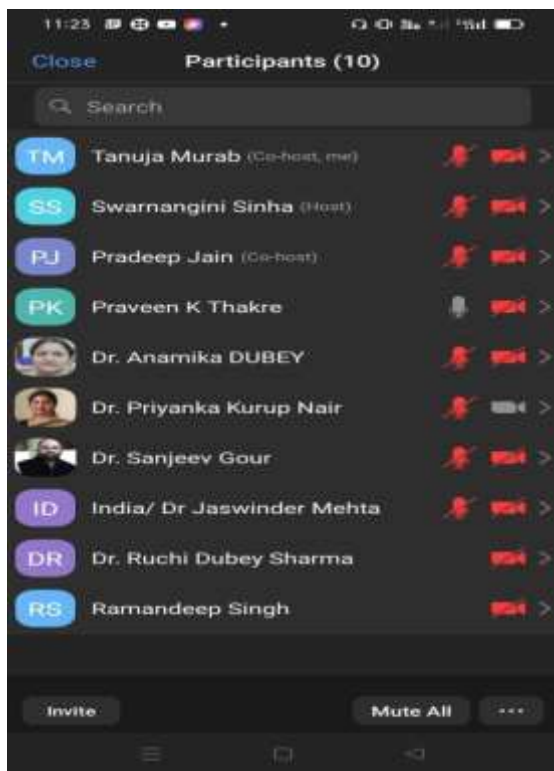 11:23
Close Participants (10)
Search
TM Tanuja Murab (Co-host, me)
SS Swarnangini Sinha (Host)
PJ Pradeep Jain (Co-host)
PK Praveen K Thakre
Dr. Anamika DUBEY
Dr. Priyanka Kurup Nair
Dr. Sanjeev Gour
ID India/ Dr Jaswinder Mehta
DR Dr. Ruchi Dubey Sharma
RS Ramandeep Singh
Invite Mute All